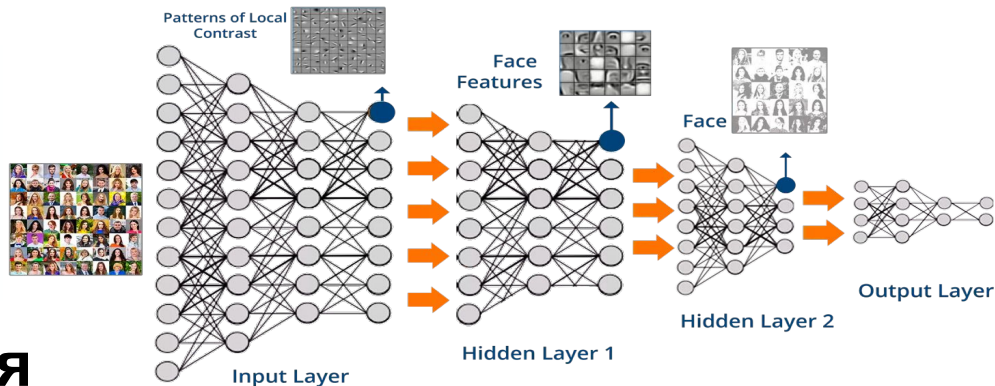 Patterns of Local
Contrast
Face
Features
Face
Output Layer
Hidden Layer 2
Hidden Layer 1
Input Layer
я